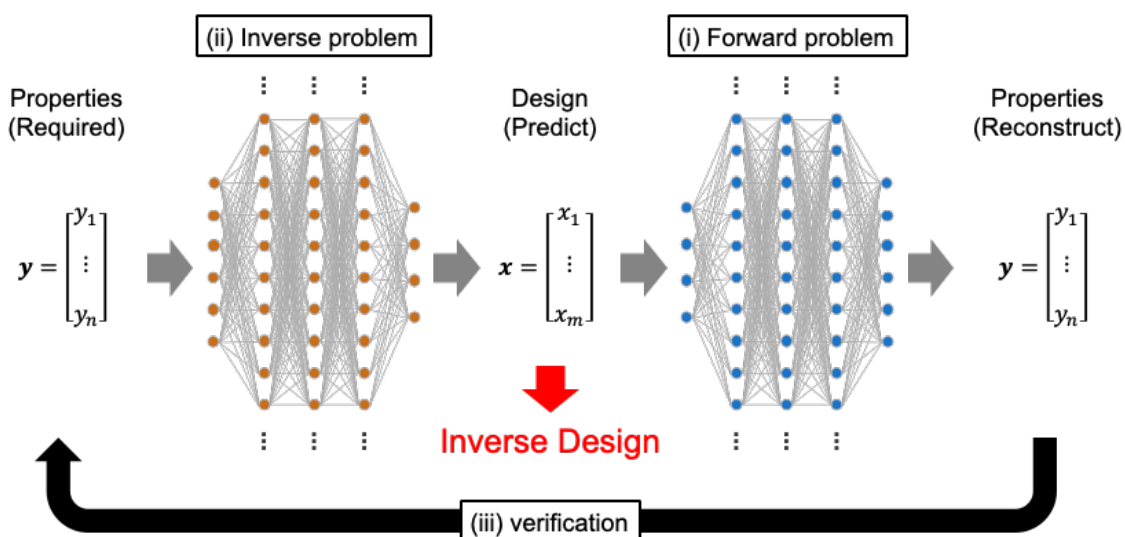 (ii) Inverse problem
(i) Forward problem
Properties
(Required)
Design
(Predict)
Properties
(Reconstruct)
y = [y₁ ⋮ yₙ]
x = [x₁ ⋮ xₘ]
y = [y₁ ⋮ yₙ]
Inverse Design
(iii) verification